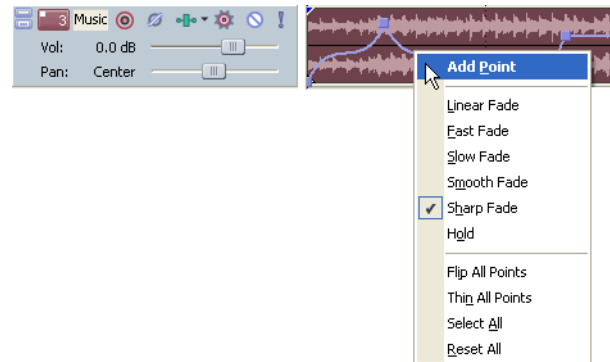 3 Music
Vol: 0.0 dB
Pan: Center
Add Point
Linear Fade
Fast Fade
Slow Fade
Smooth Fade
Sharp Fade
Hold
Flip All Points
Thin All Points
Select All
Reset All